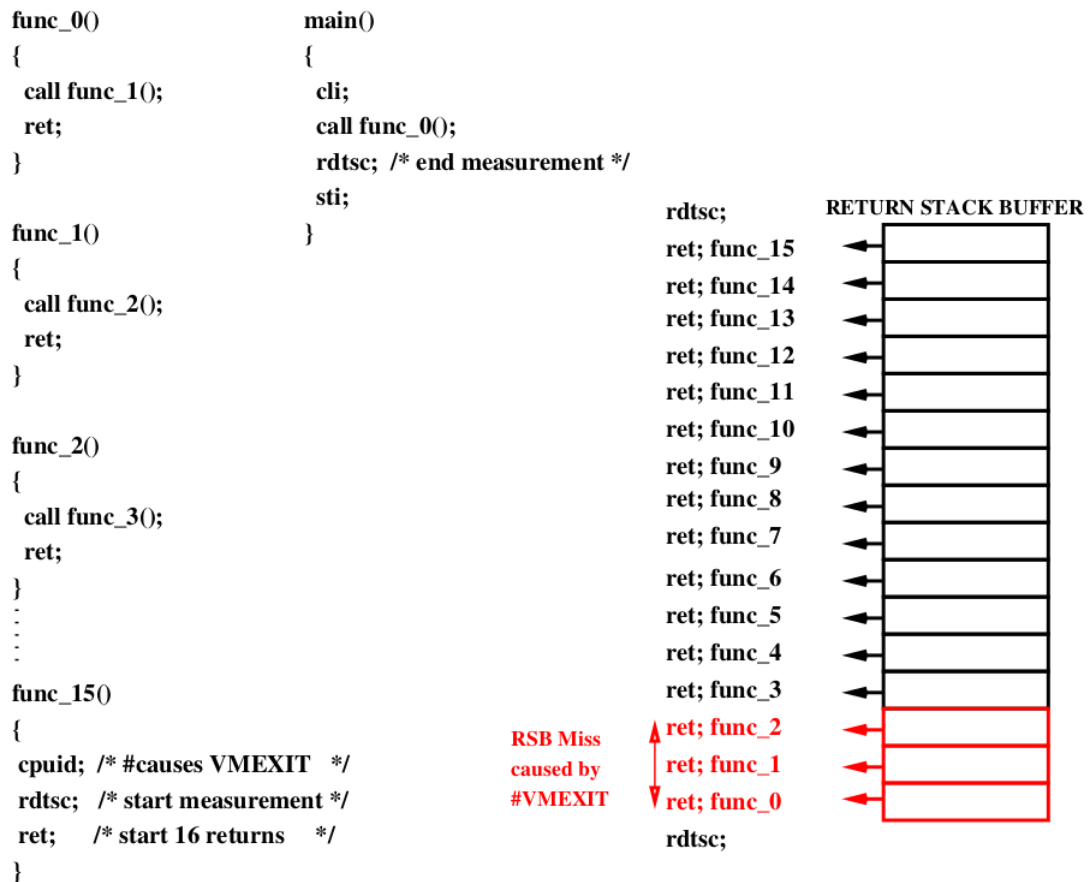 func_0()
{
call func_1();
ret;
}
func_1()
{
call func_2();
ret;
}
func_2()
{
call func_3();
ret;
}
func_15()
{
cpuid; /* #causes VMEXIT */
rdtsc; /* start measurement */
ret; /* start 16 returns */
}
main()
{
cli;
call func_0();
rdtsc; /* end measurement */
sti;
}
RETURN STACK BUFFER
rdtsc;
ret; func_15
ret; func_14
ret; func_13
ret; func_12
ret; func_11
ret; func_10
ret; func_9
ret; func_8
ret; func_7
ret; func_6
ret; func_5
ret; func_4
ret; func_3
ret; func_2
ret; func_1
ret; func_0
rdtsc;
RSB Miss
caused by
#VMEXIT